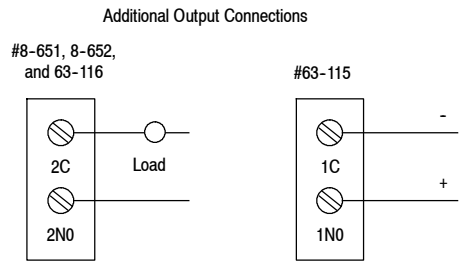 Additional Output Connections
#8-651, 8-652,
and 63-116
#63-115
2C
Load
2N0
-
1C
+
1N0